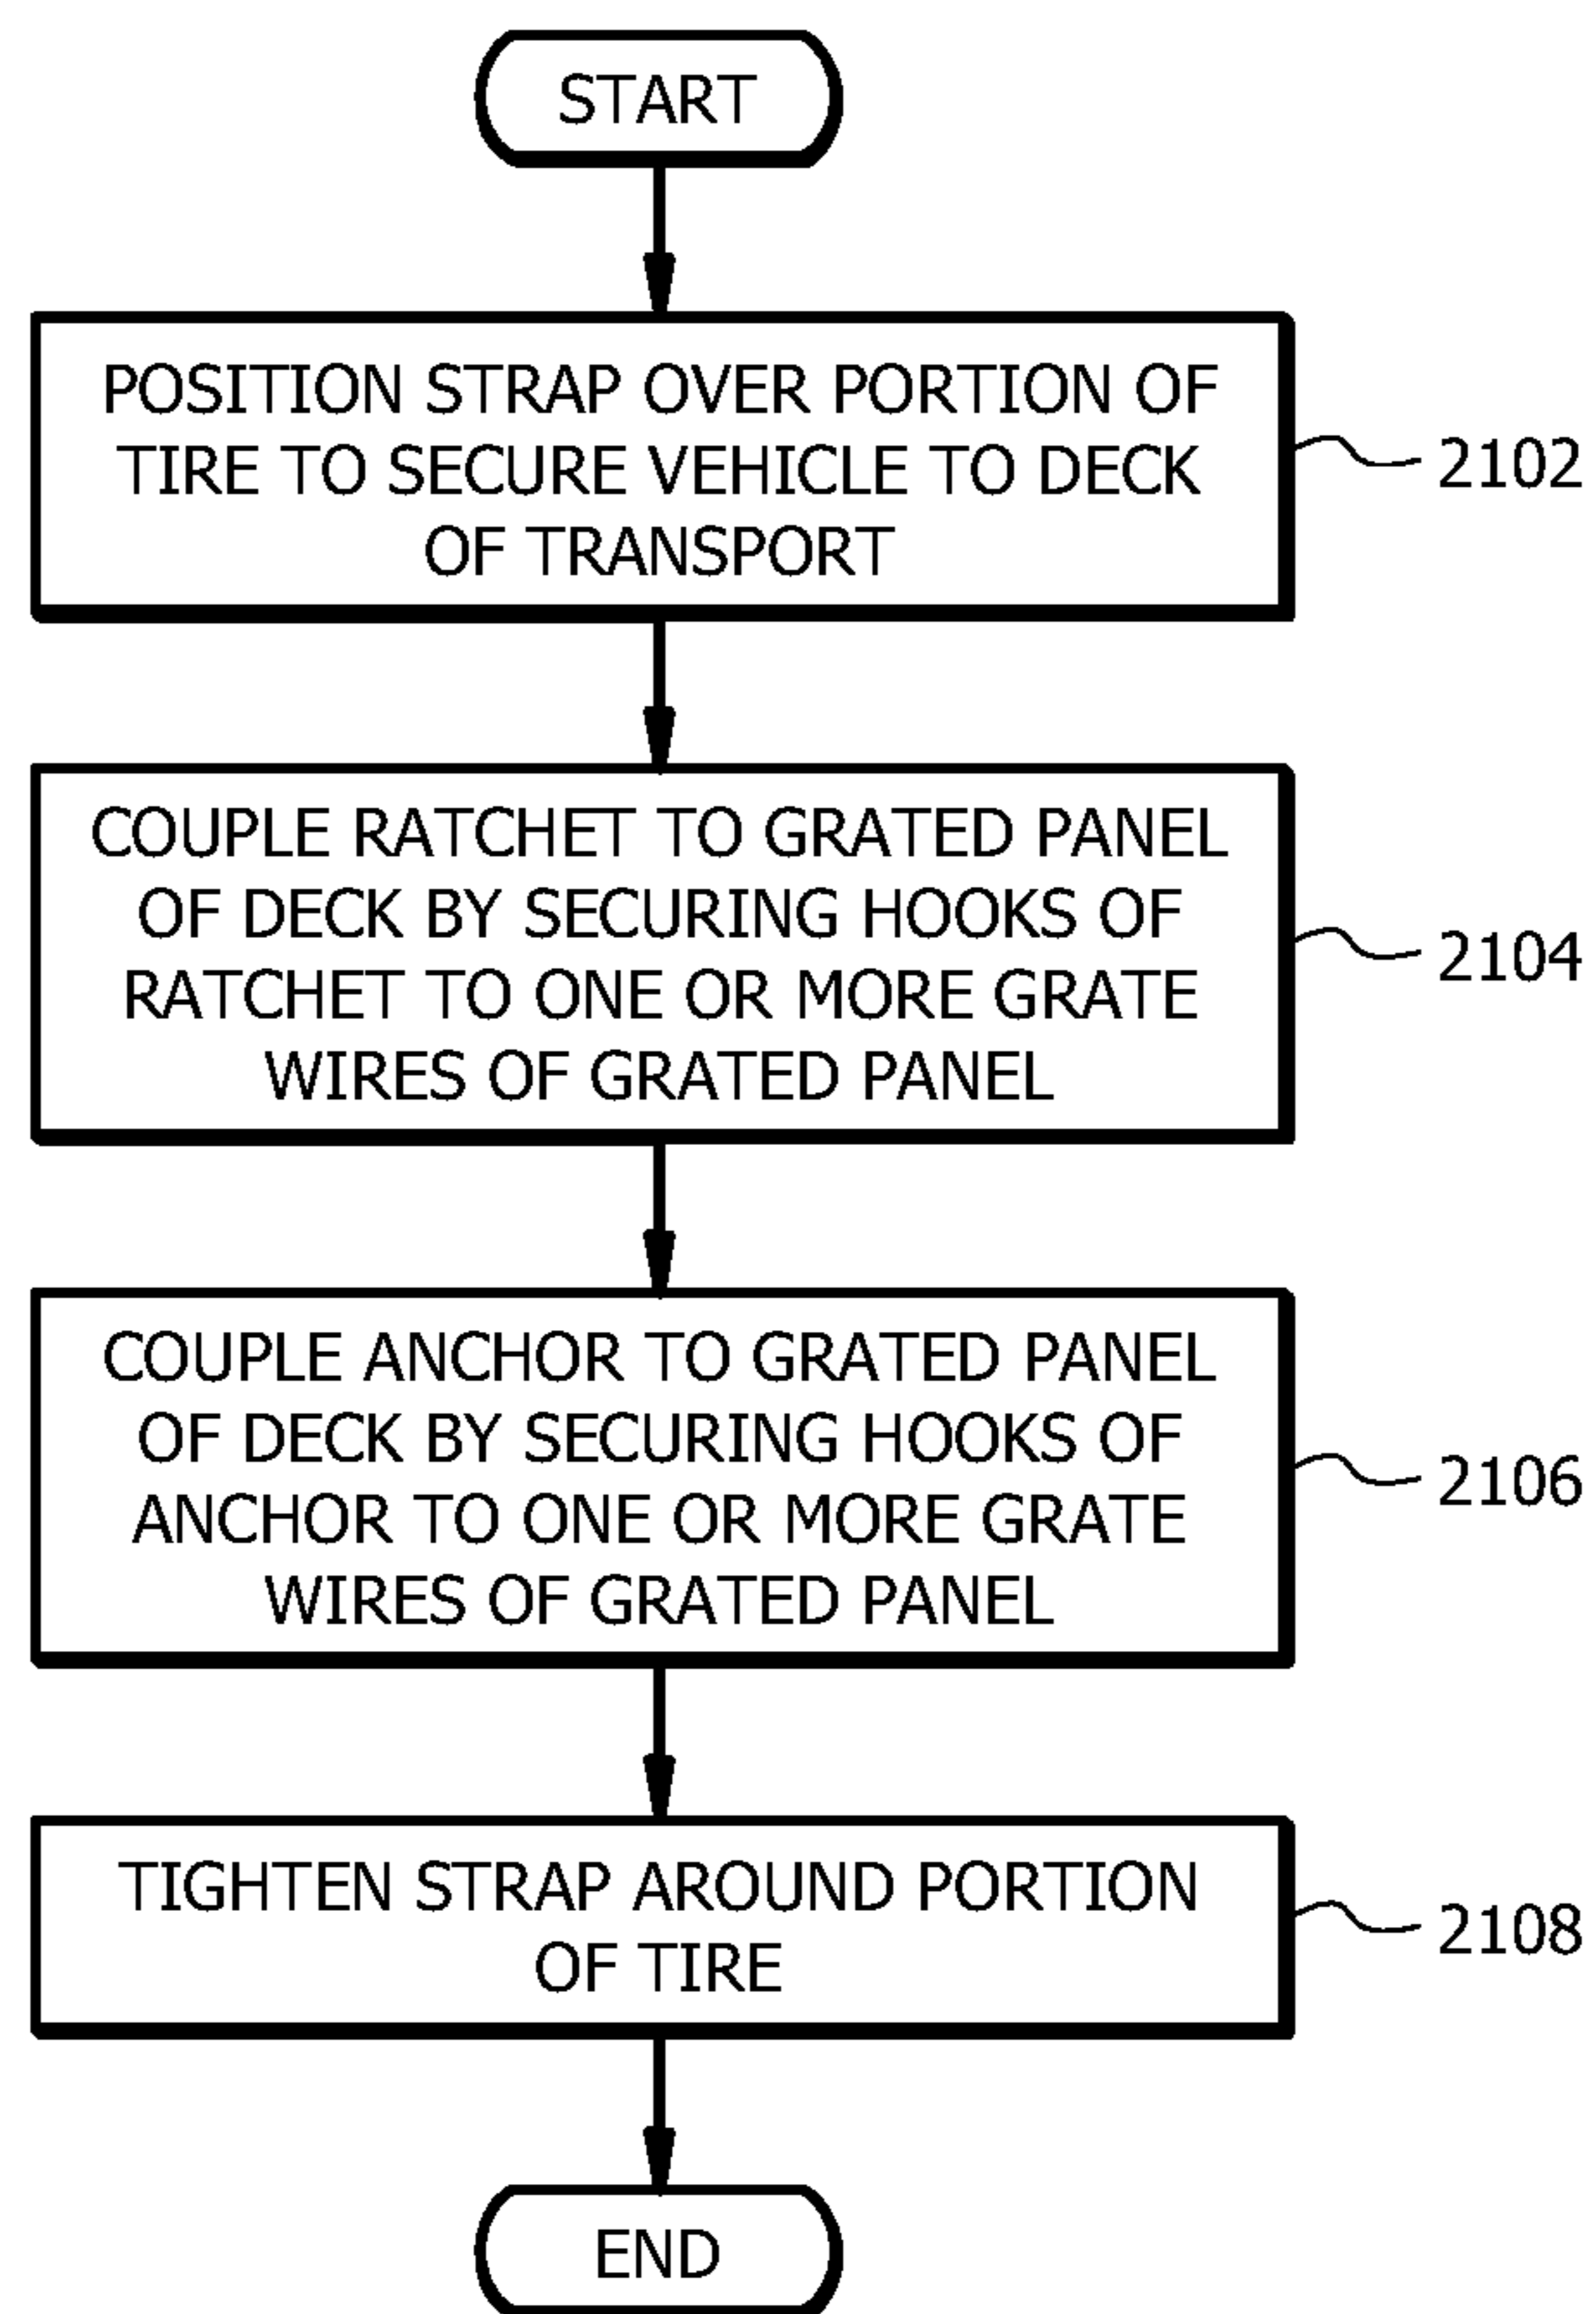 START
POSITION STRAP OVER PORTION OF
TIRE TO SECURE VEHICLE TO DECK
OF TRANSPORT
2102
COUPLE RATCHET TO GRATED PANEL
OF DECK BY SECURING HOOKS OF
RATCHET TO ONE OR MORE GRATE
WIRES OF GRATED PANEL
2104
COUPLE ANCHOR TO GRATED PANEL
OF DECK BY SECURING HOOKS OF
ANCHOR TO ONE OR MORE GRATE
WIRES OF GRATED PANEL
2106
TIGHTEN STRAP AROUND PORTION
OF TIRE
2108
END